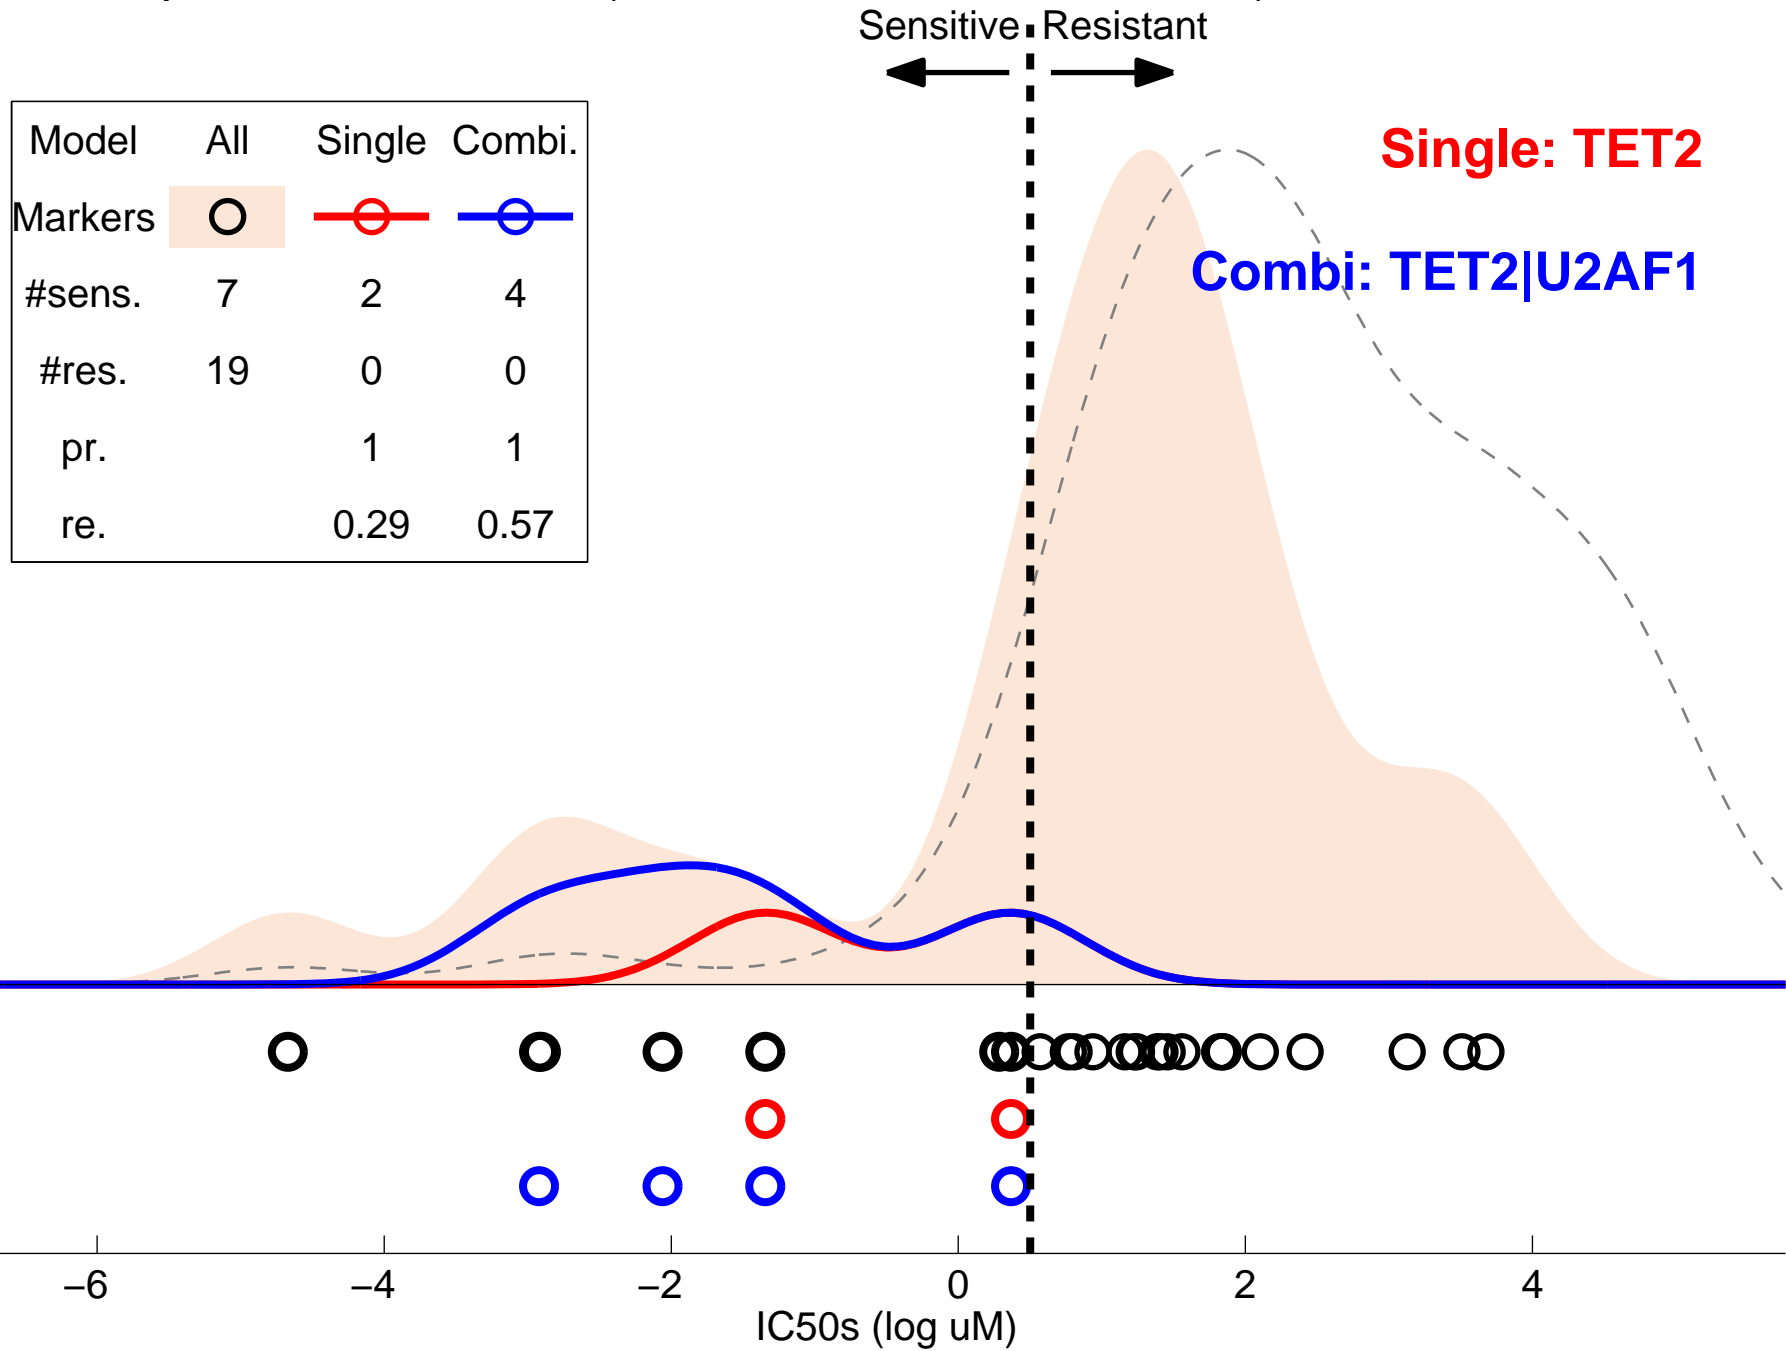 Sensitive Resistant
Single: TET2
Combi: TET2|U2AF1
Model All Single Combi.
Markers
#sens. 7 2 4
#res. 19 0 0
pr. 1 1
re. 0.29 0.57
–6 –4 –2 0 2 4
IC50s (log uM)